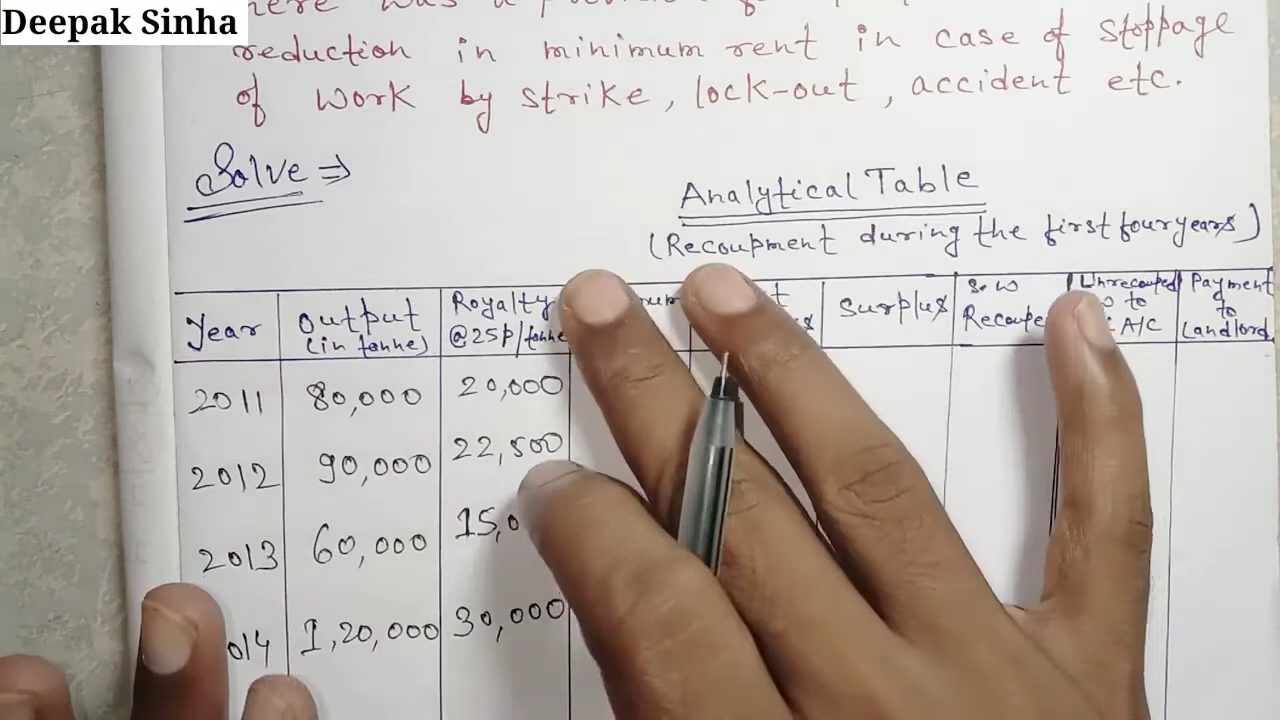 Deepak Sinha
reduction in minimum rent in case of stoppage
of work by strike, lock-out, accident etc.
Solve ⇒
Analytical Table
(Recoupment during the first four years)
Year
Output
(in tonne)
Royalty
@25P/tonne
Surplus
S.W
Unrecouped
to
A/C
Payment
to
Landlord
2011 80,000 20,000
2012 90,000 22,500
2013 60,000
1,20,000 30,000